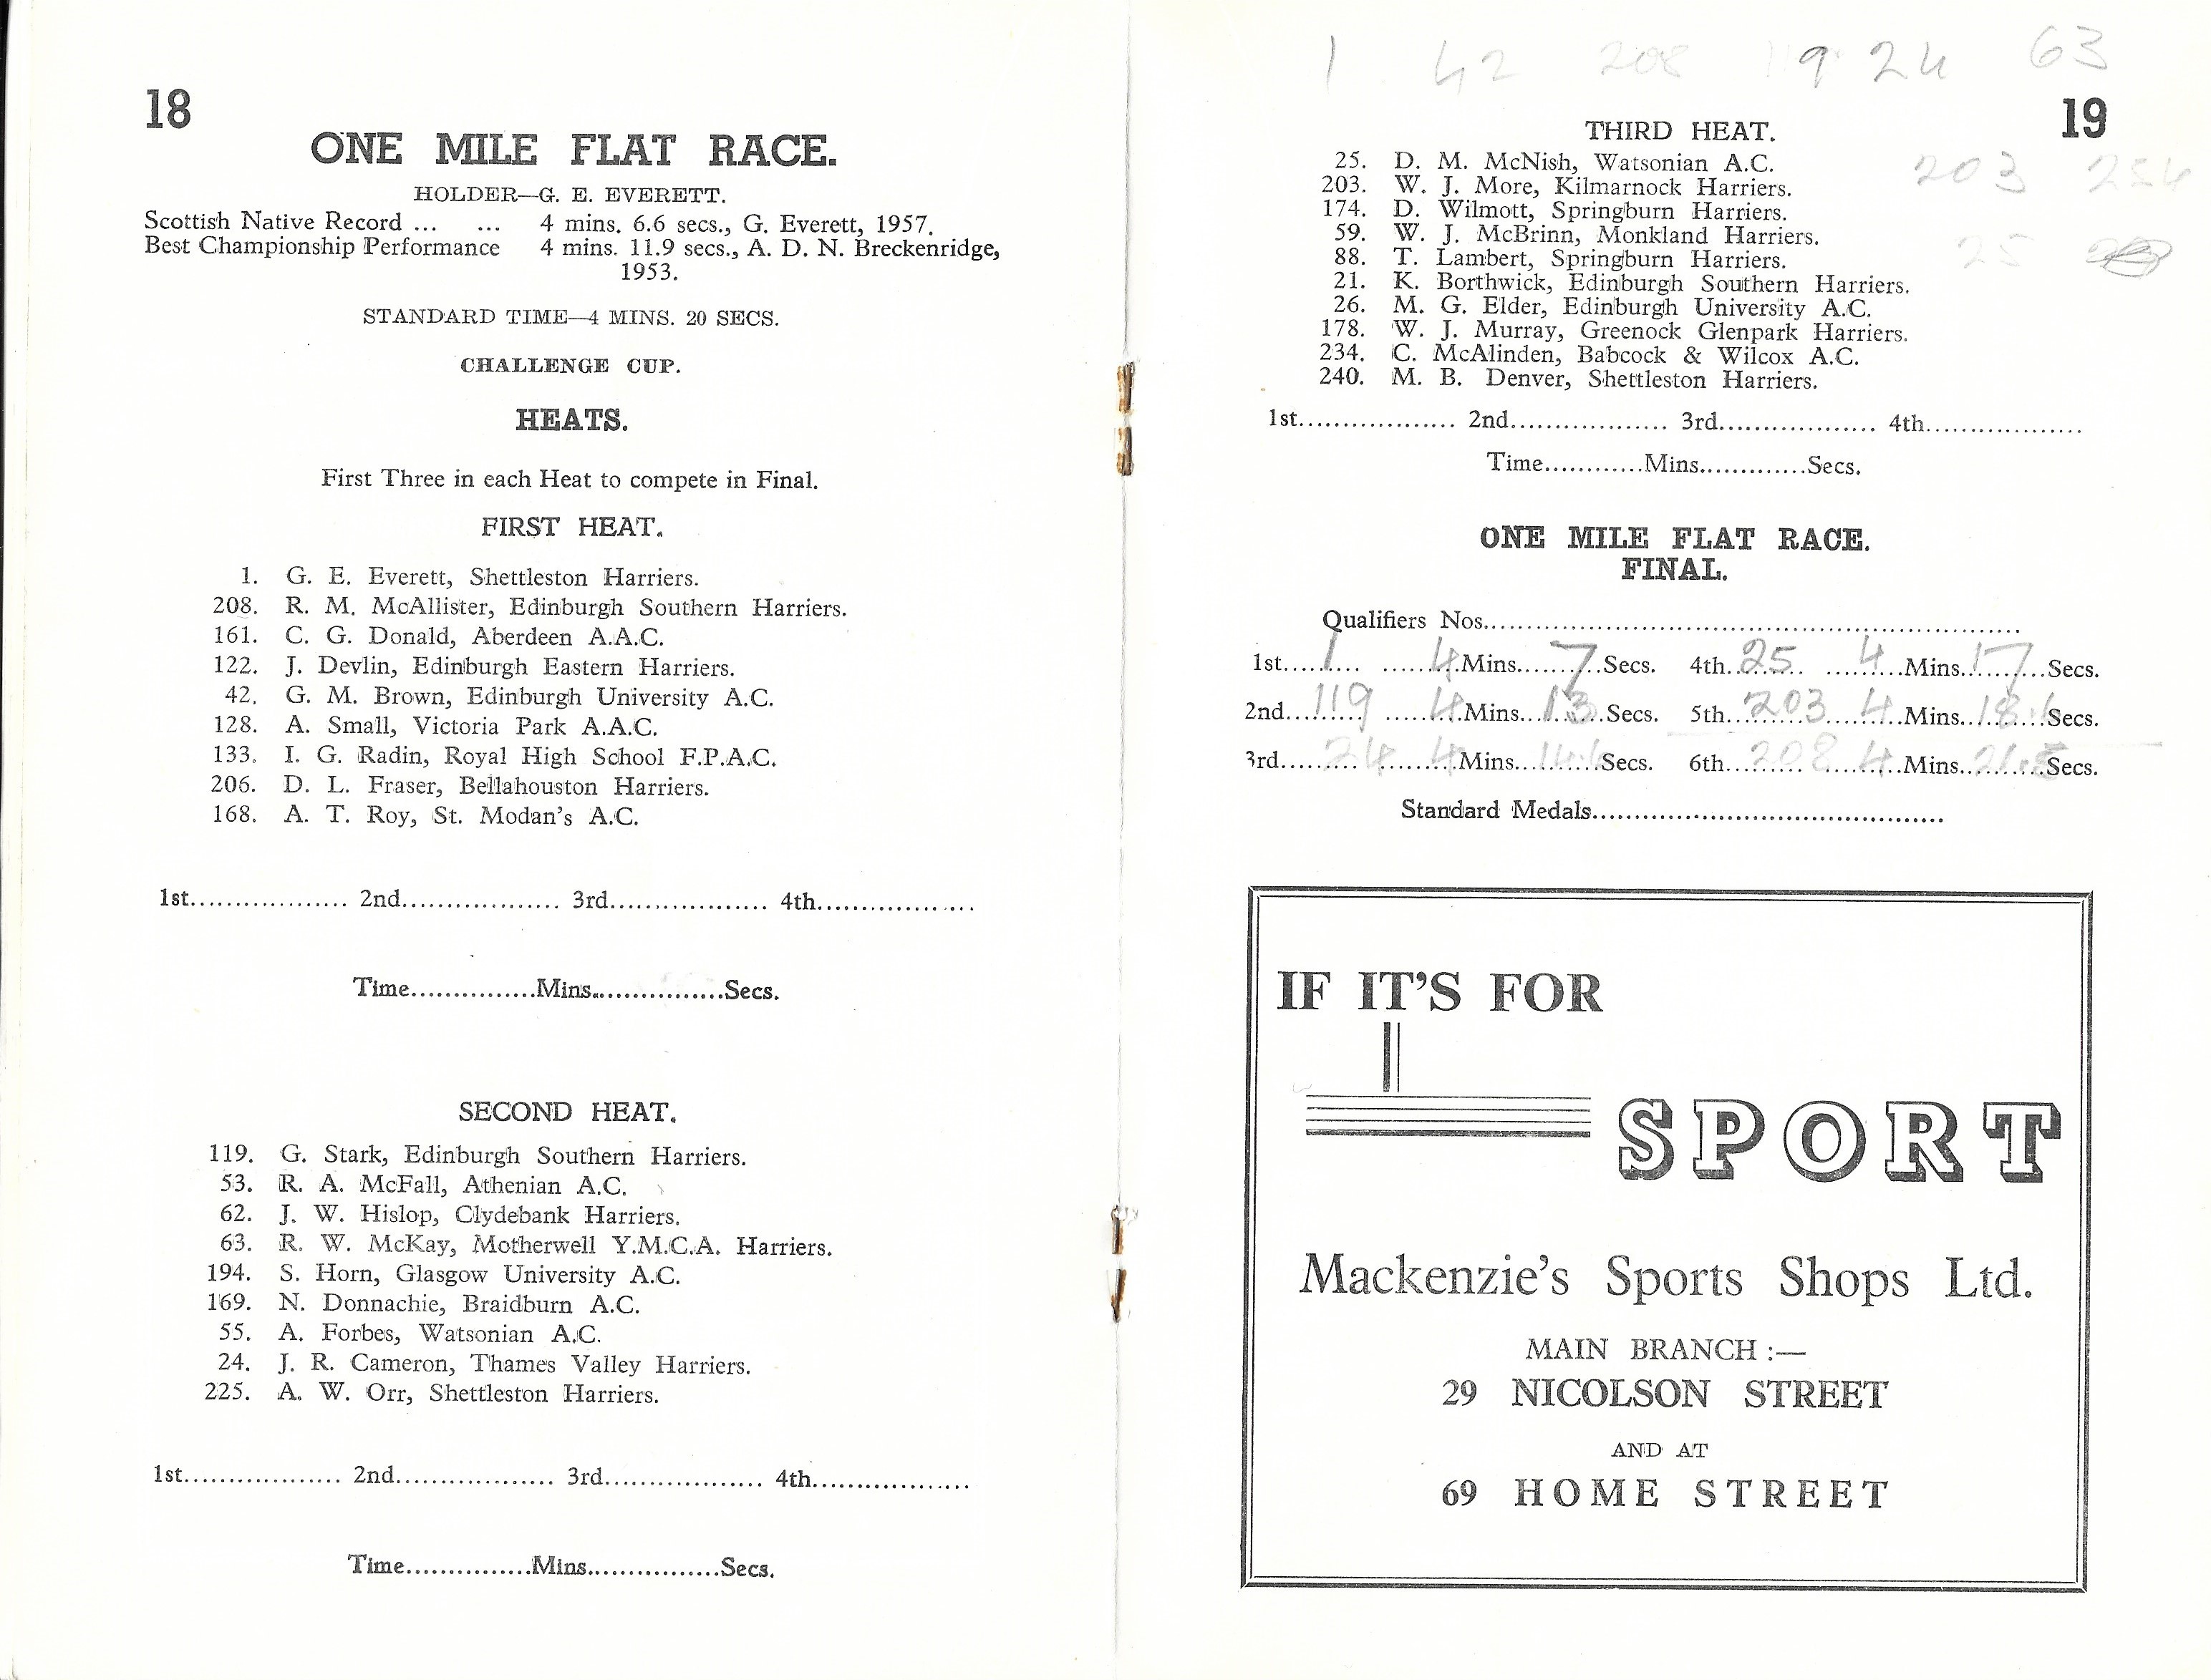 18
ONE MILE FLAT RACE.
HOLDER—G. E. EVERETT.
Scottish Native Record ... ... 4 mins. 6.6 secs., G. Everett, 1957.
Best Championship Performance 4 mins. 11.9 secs., A. D. N. Breckenridge,
1953.
STANDARD TIME—4 MINS. 20 SECS.
CHALLENGE CUP.
HEATS.
First Three in each Heat to compete in Final.
FIRST HEAT.
1. G. E. Everett, Shettleston Harriers.
208. R. M. McAllister, Edinburgh Southern Harriers.
161. C. G. Donald, Aberdeen A.A.C.
122. J. Devlin, Edinburgh Eastern Harriers.
42. G. M. Brown, Edinburgh University A.C.
128. A. Small, Victoria Park A.A.C.
133. I. G. Radin, Royal High School F.P.A.C.
206. D. L. Fraser, Bellahouston Harriers.
168. A. T. Roy, St. Modan's A.C.
1st.................. 2nd.................. 3rd.................. 4th..................
Time...............Mins................Secs.
SECOND HEAT.
119. G. Stark, Edinburgh Southern Harriers.
53. R. A. McFall, Athenian A.C.
62. J. W. Hislop, Clydebank Harriers.
63. R. W. McKay, Motherwell Y.M.C.A. Harriers.
194. S. Horn, Glasgow University A.C.
169. N. Donnachie, Braidburn A.C.
55. A. Forbes, Watsonian A.C.
24. J. R. Cameron, Thames Valley Harriers.
225. A. W. Orr, Shettleston Harriers.
1st.................. 2nd.................. 3rd.................. 4th..................
Time...............Mins................Secs.
1 42 208 119 24 63
19
THIRD HEAT.
25. D. M. McNish, Watsonian A.C.
203. W. J. More, Kilmarnock Harriers. 203
174. D. Wilmott, Springburn Harriers.
59. W. J. McBrinn, Monkland Harriers.
88. T. Lambert, Springburn Harriers. 25
21. K. Borthwick, Edinburgh Southern Harriers.
26. M. G. Elder, Edinburgh University A.C.
178. W. J. Murray, Greenock Glenpark Harriers.
234. C. McAlinden, Babcock & Wilcox A.C.
240. M. B. Denver, Shettleston Harriers.
1st.................. 2nd.................. 3rd.................. 4th..................
Time............Mins.............Secs.
ONE MILE FLAT RACE.
FINAL.
Qualifiers Nos.............................................................
1st....1.... .....4.Mins....7....Secs. 4th...25... ...4...Mins...17...Secs.
2nd...119... .....4.Mins...13...Secs. 5th...203... ...4...Mins...18.......Secs.
3rd...24... .....4.Mins...14.......Secs. 6th...208... ...4...Mins...21.5...Secs.
Standard Medals..........................................
IF IT'S FOR
SPORT
Mackenzie's Sports Shops Ltd.
MAIN BRANCH :—
29 NICOLSON STREET
AND AT
69 HOME STREET